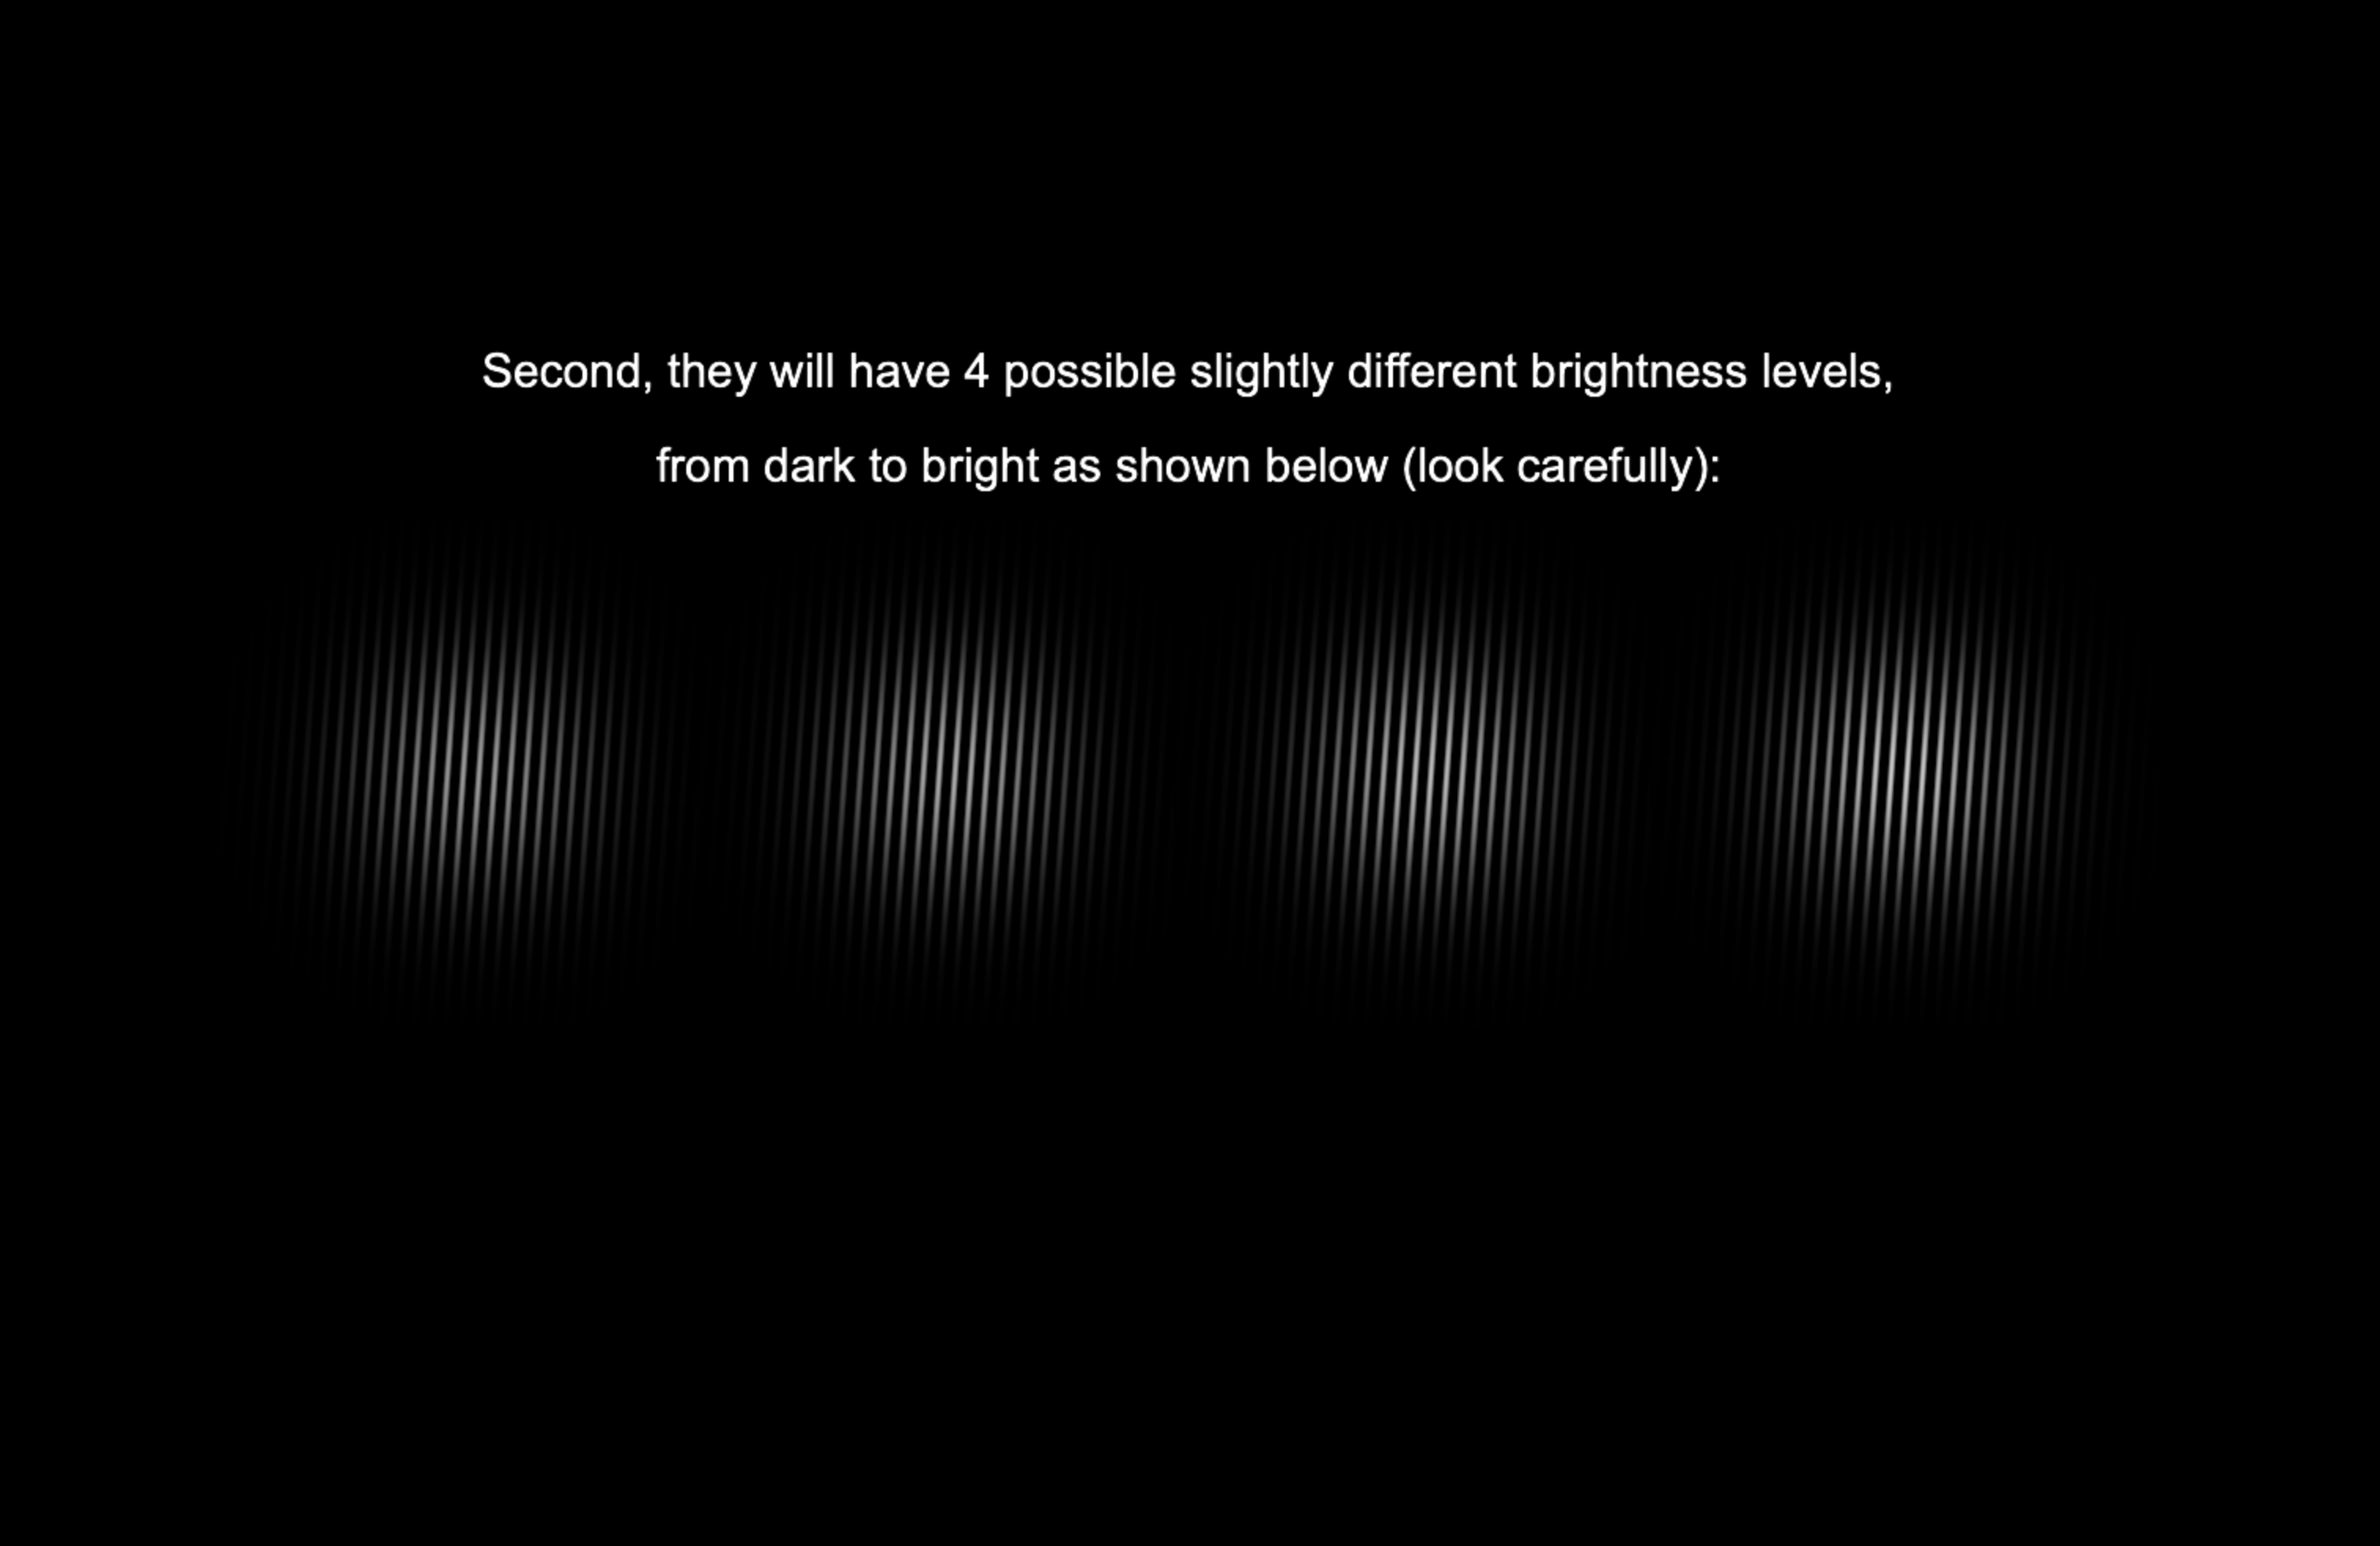 Second, they will have 4 possible slightly different brightness levels,
from dark to bright as shown below (look carefully):